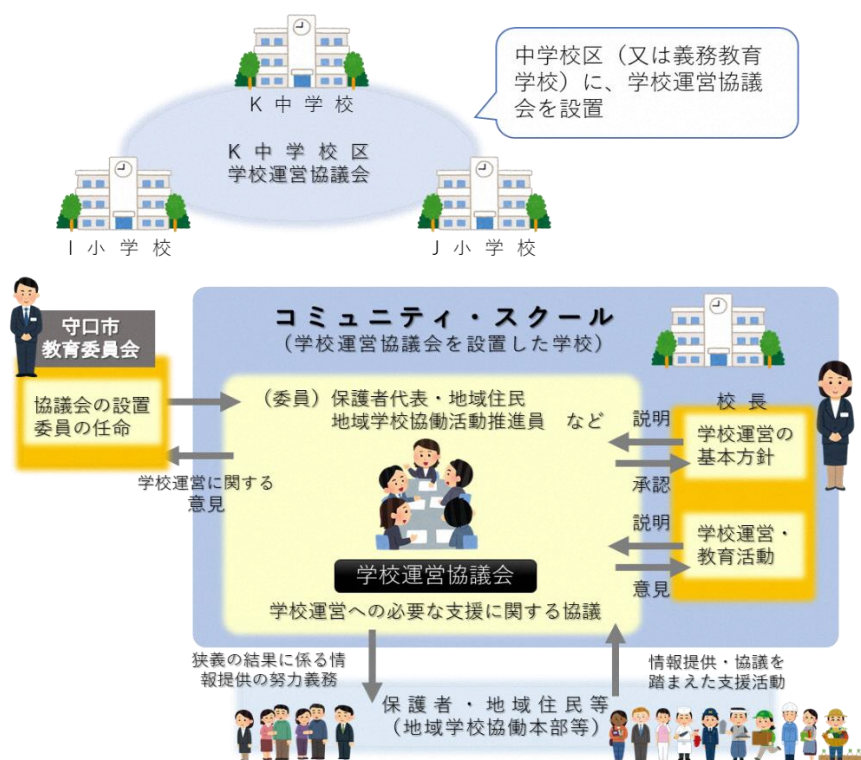 中学校区（又は義務教育
学校）に、学校運営協議
会を設置
K 中 学 校
K 中 学 校 区
学校運営協議会
I 小 学 校
J 小 学 校
守口市
教育委員会
協議会の設置
委員の任命
学校運営に関する
意見
コミュニティ・スクール
（学校運営協議会を設置した学校）
（委員）保護者代表・地域住民
地域学校協働活動推進員　など
学校運営協議会
学校運営への必要な支援に関する協議
校 長
説明
学校運営の
基本方針
承認
説明
学校運営・
教育活動
意見
狭義の結果に係る情
報提供の努力義務
情報提供・協議を
踏まえた支援活動
保護者・地域住民等
（地域学校協働本部等）